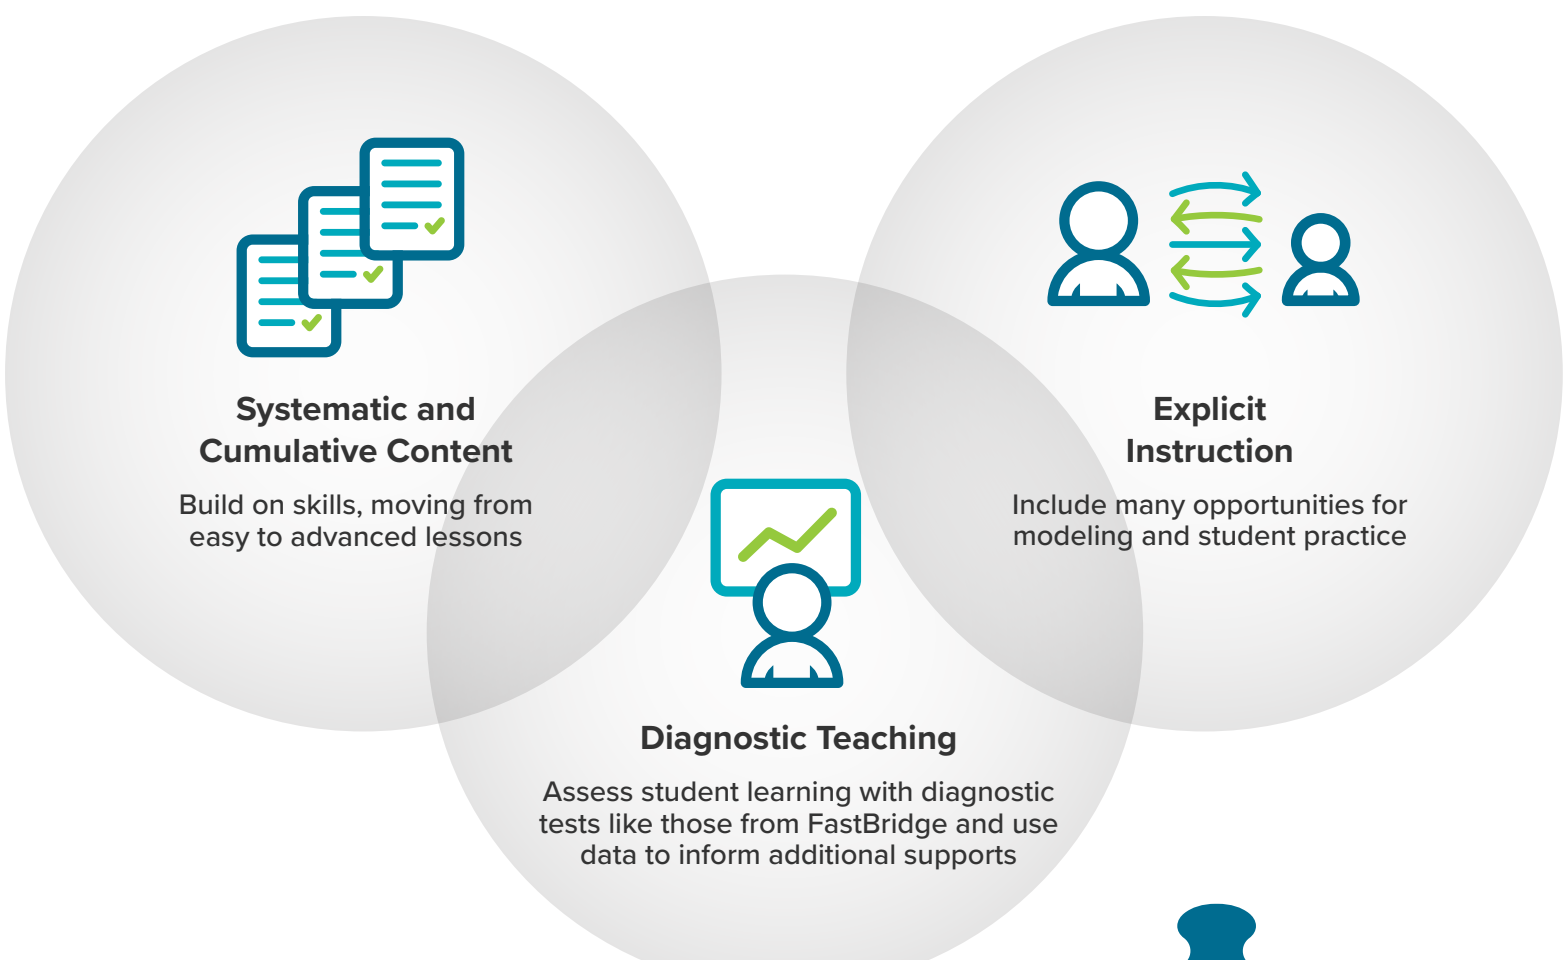 Systematic and
Cumulative Content
Build on skills, moving from
easy to advanced lessons
Explicit
Instruction
Include many opportunities for
modeling and student practice
Diagnostic Teaching
Assess student learning with diagnostic
tests like those from FastBridge and use
data to inform additional supports